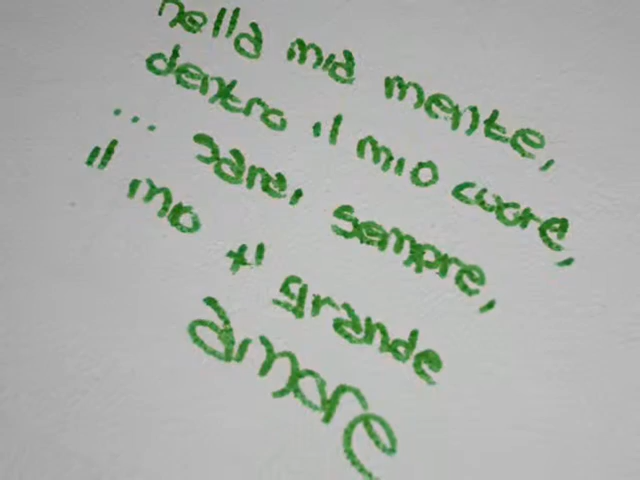 nella mia mente,
dentro il mio cuore,
... sarai sempre,
il mio + grande
amore